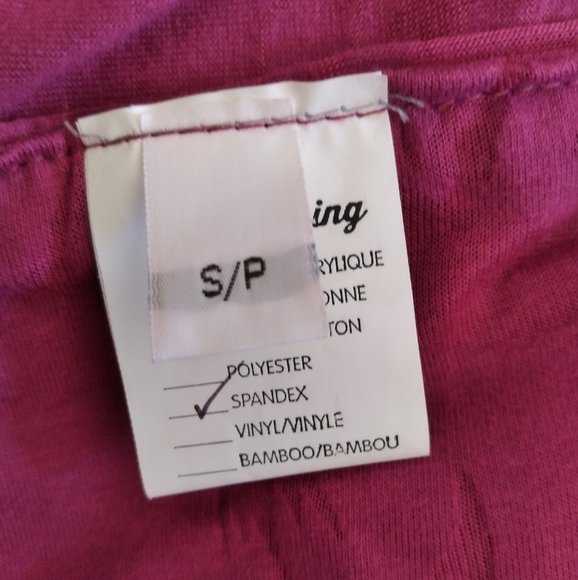 ing
S/P
RYLIQUE
ONNE
TON
POLYESTER
SPANDEX
VINYL/VINYLE
BAMBOO/BAMBOU